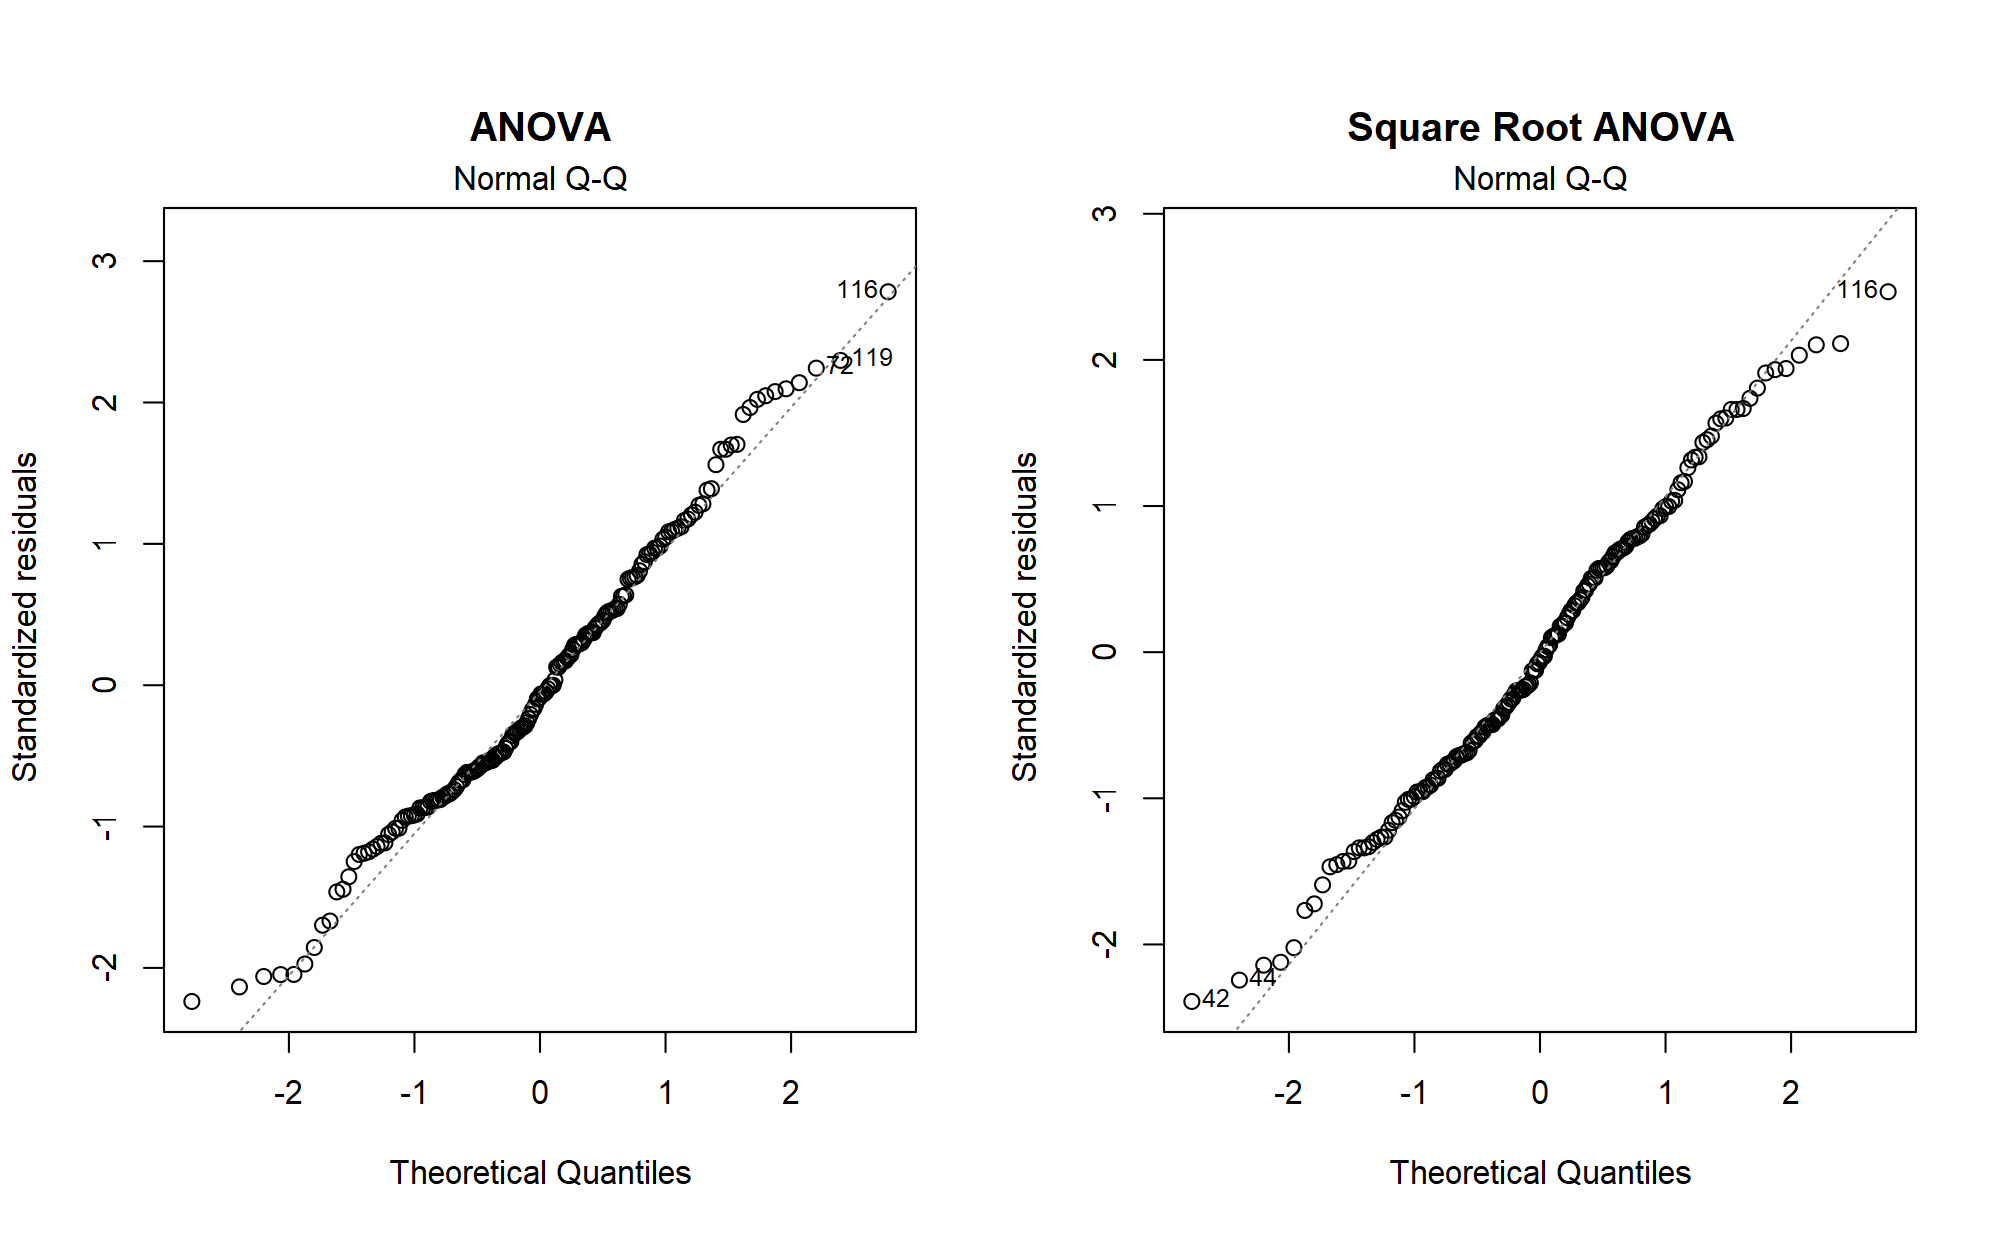 ANOVA
Normal Q-Q
Standardized residuals
3
2
1
0
-1
-2
116
119
72
-2 -1 0 1 2
Theoretical Quantiles
Square Root ANOVA
Normal Q-Q
Standardized residuals
3
2
1
0
-1
-2
116
44
42
-2 -1 0 1 2
Theoretical Quantiles